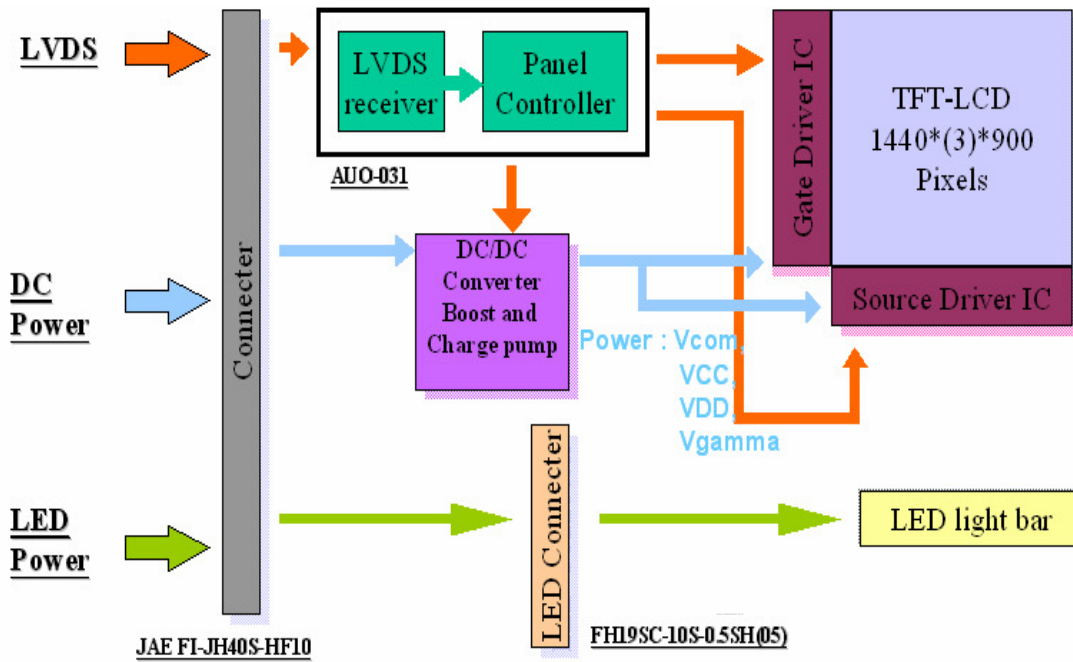 LVDS
DC
Power
LED
Power
Connecter
JAE FI-JH40S-HF10
LVDS
receiver
Panel
Controller
AUO-031
DC/DC
Converter
Boost and
Charge pump
Power : Vcom,
VCC,
VDD,
Vgamma
Gate Driver IC
TFT-LCD
1440*(3)*900
Pixels
Source Driver IC
LED Connecter
FH19SC-10S-0.5SH(05)
LED light bar